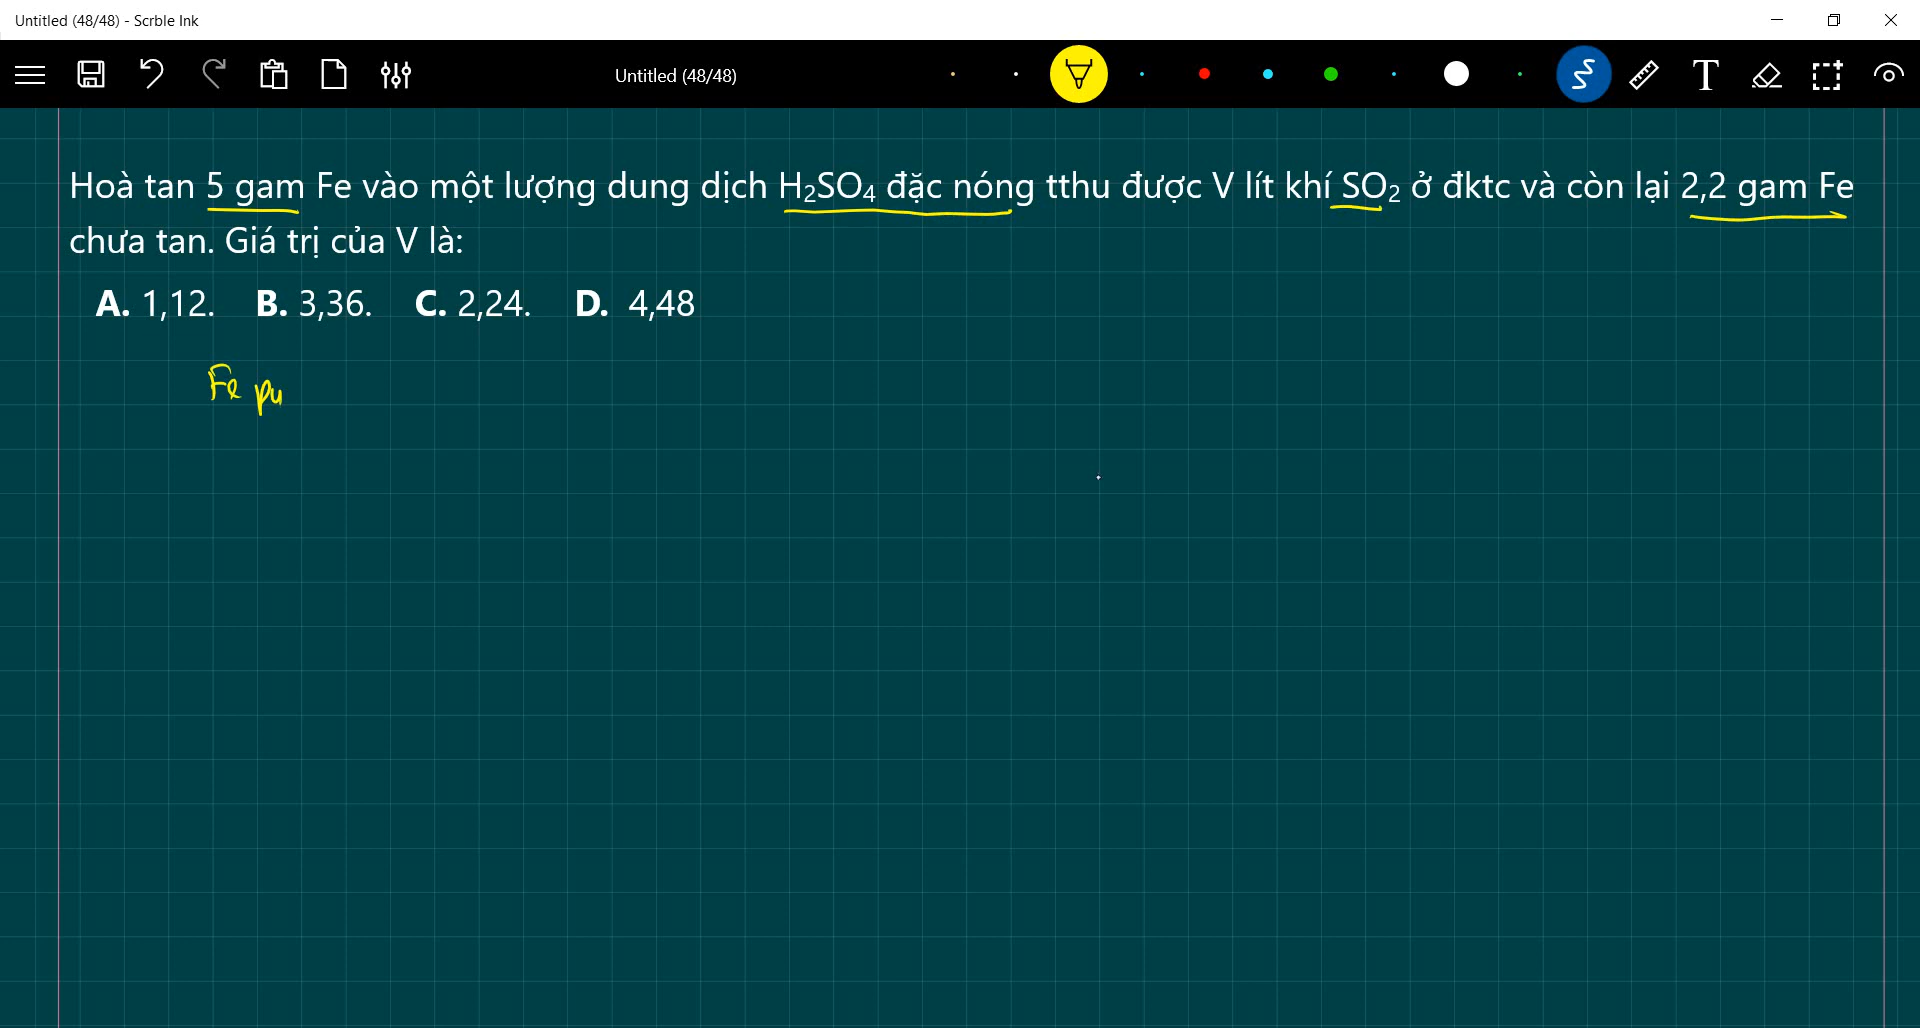 Untitled (48/48) - Scrble Ink
Untitled (48/48)
T
Hoà tan 5 gam Fe vào một lượng dung dịch H₂SO₄ đặc nóng tthu được V lít khí SO₂ ở đktc và còn lại 2,2 gam Fe
chưa tan. Giá trị của V là:
A. 1,12. B. 3,36. C. 2,24. D. 4,48
Fe pu